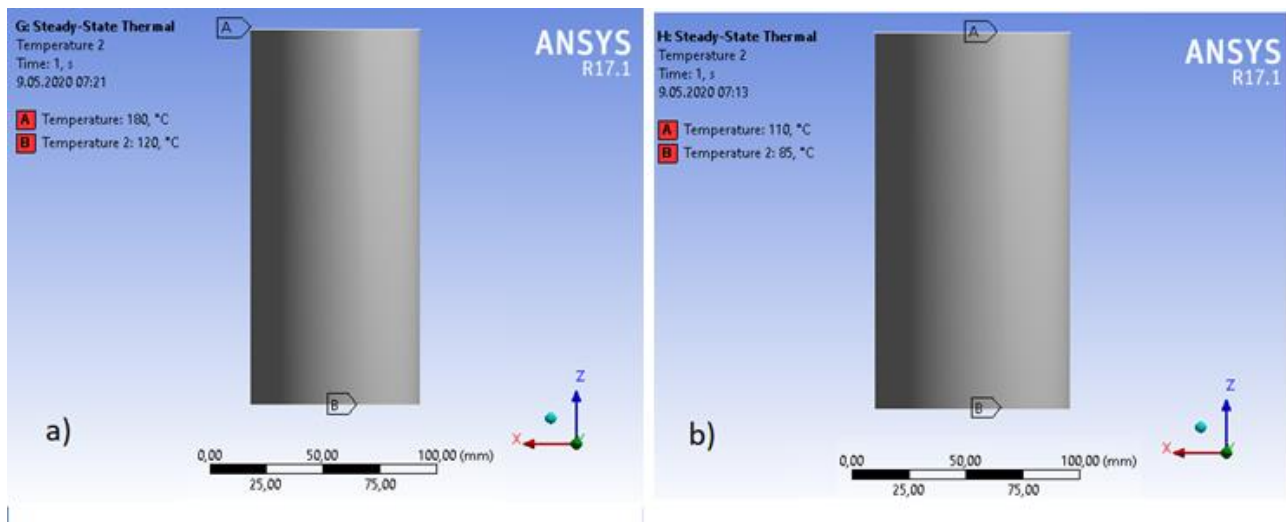 G: Steady-State Thermal
Temperature 2
Time: 1, s
9.05.2020 07:21
A Temperature: 180, °C
B Temperature 2: 120, °C
A
ANSYS
R17.1
B
Z
X
Y
a)
0,00 50,00 100,00 (mm)
25,00 75,00
H: Steady-State Thermal
Temperature 2
Time: 1, s
9.05.2020 07:13
A Temperature: 110, °C
B Temperature 2: 85, °C
A
ANSYS
R17.1
B
Z
X
b)
0,00 50,00 100,00 (mm)
25,00 75,00